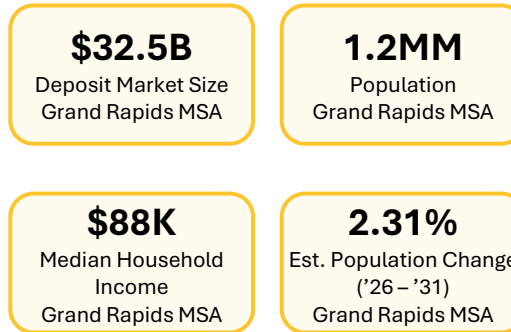 $32.5B
Deposit Market Size
Grand Rapids MSA
1.2MM
Population
Grand Rapids MSA
$88K
Median Household
Income
Grand Rapids MSA
2.31%
Est. Population Change
('26 – '31)
Grand Rapids MSA